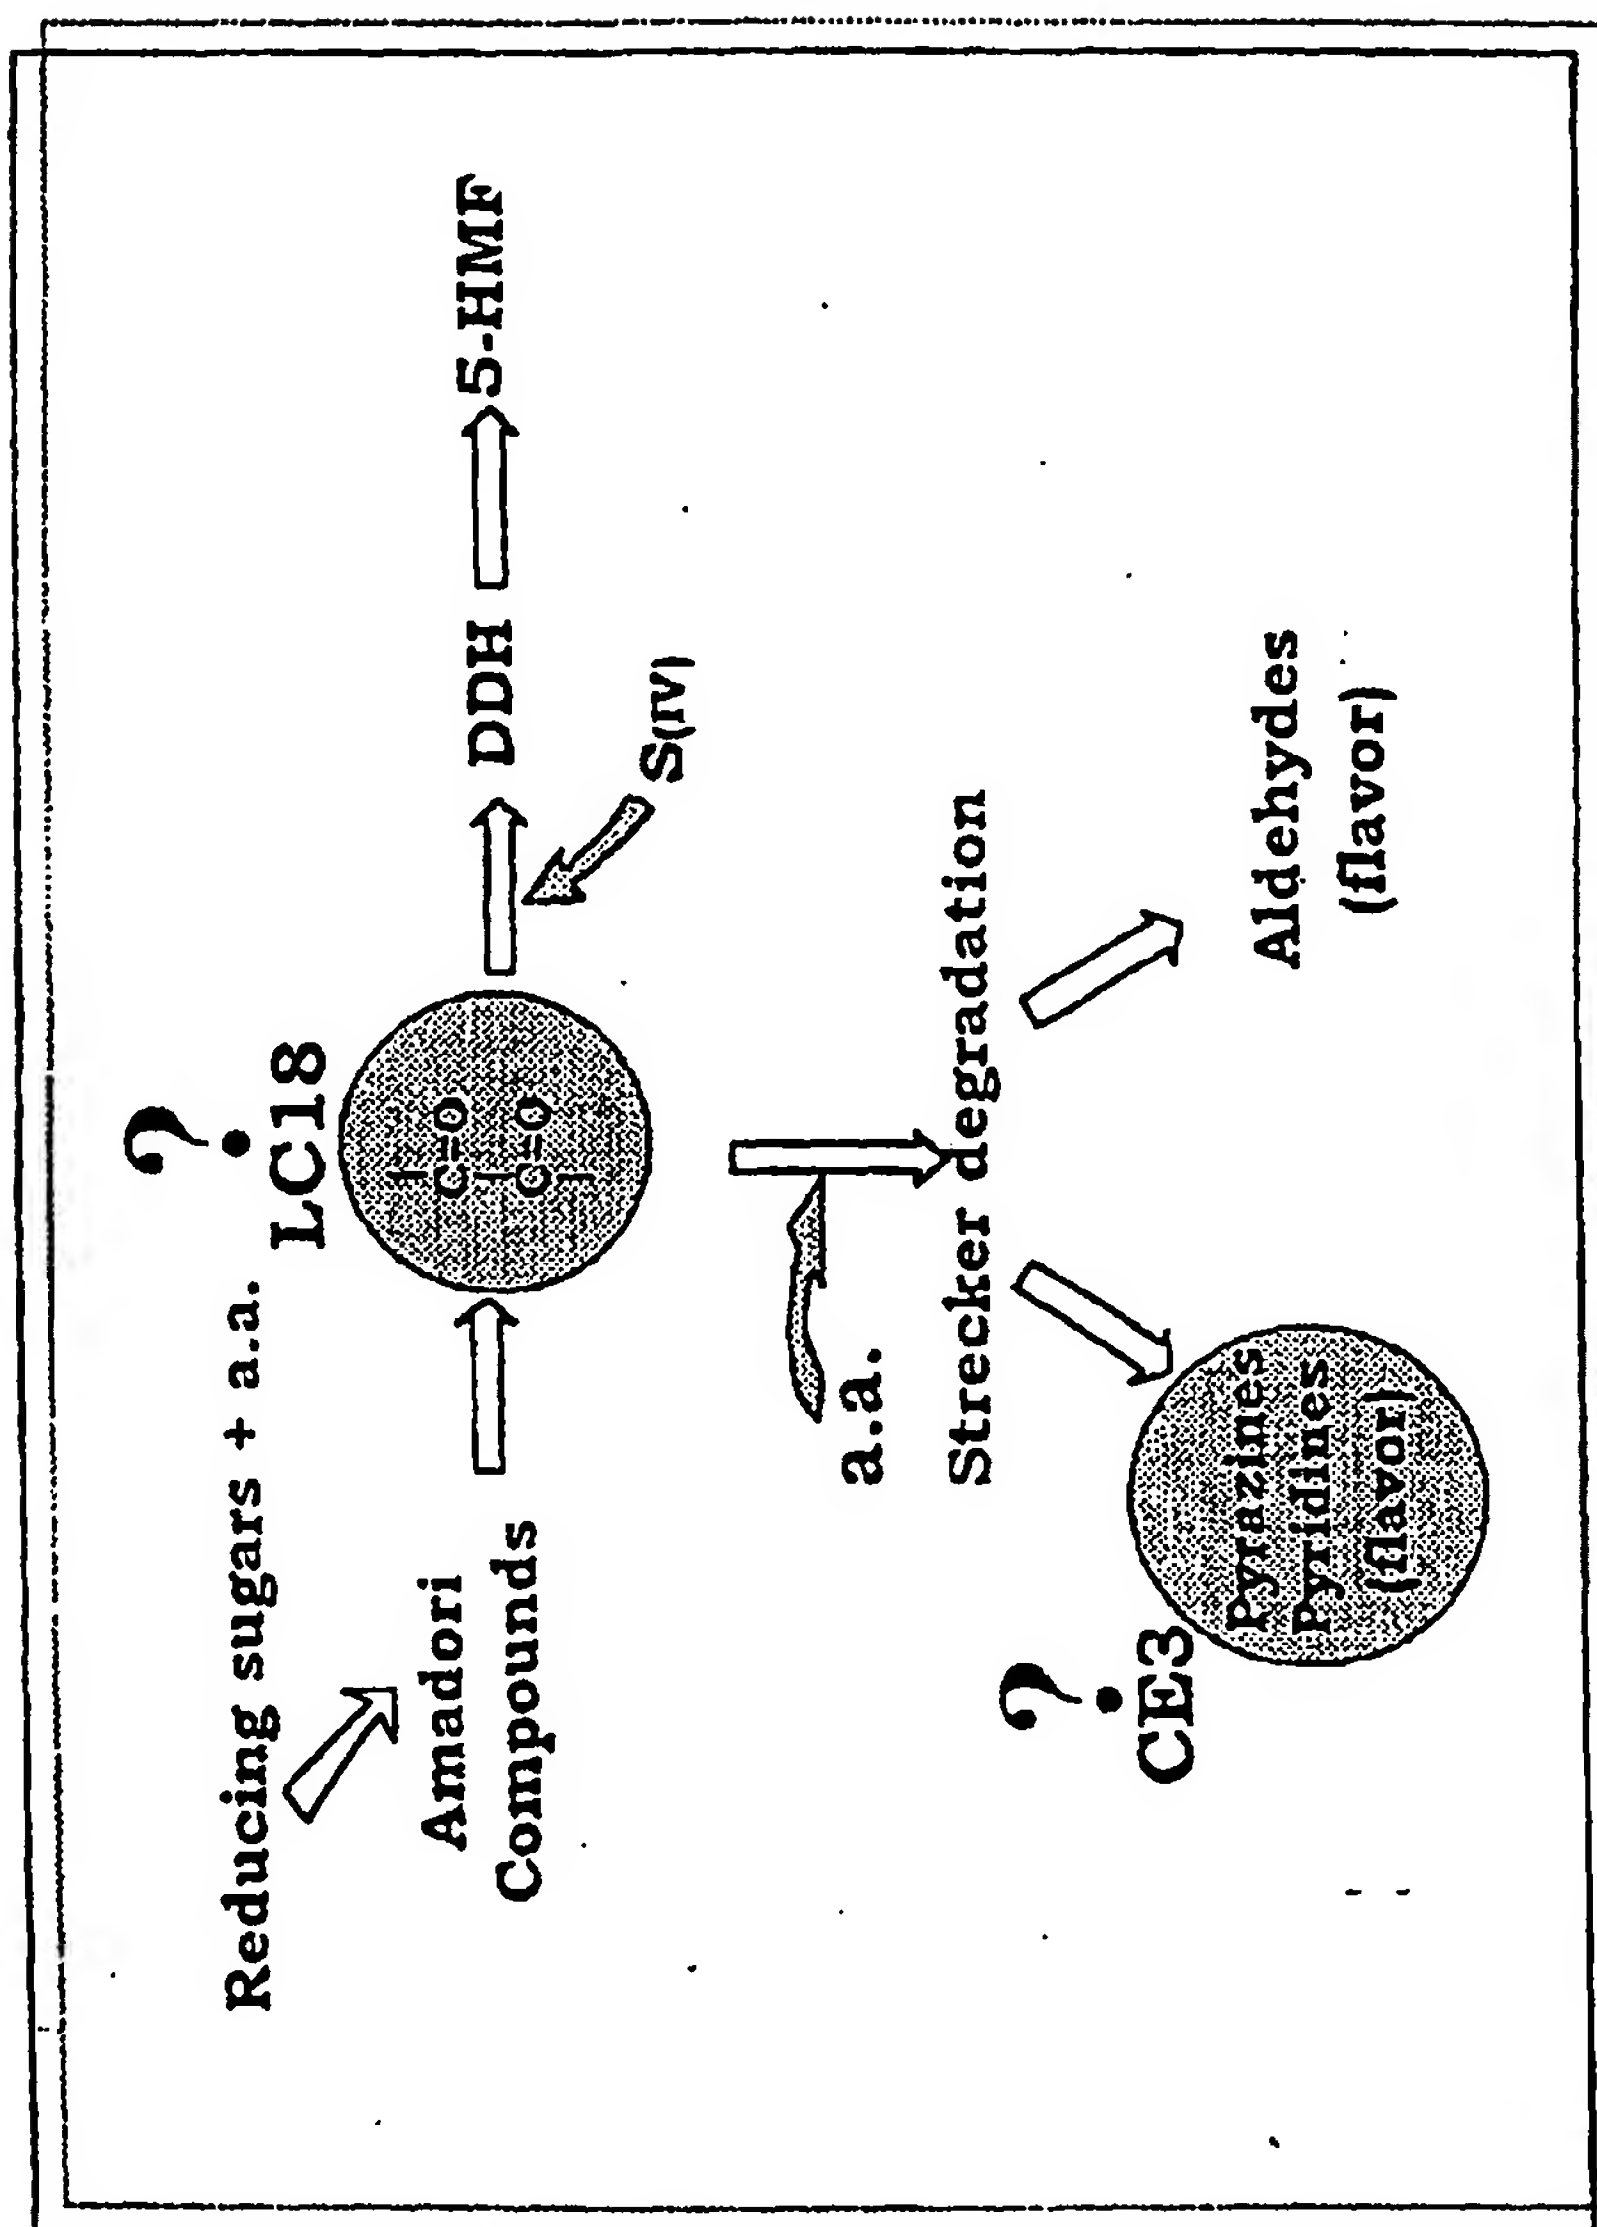 ?
Reducing sugars + a.a.
LC18
Amadori
Compounds
C=O
C=O
DDH
5-HMF
S(IV)
a.a.
Strecker degradation
?
CE3
Pyrazines
Pyridines
(flavor)
Aldehydes
(flavor)